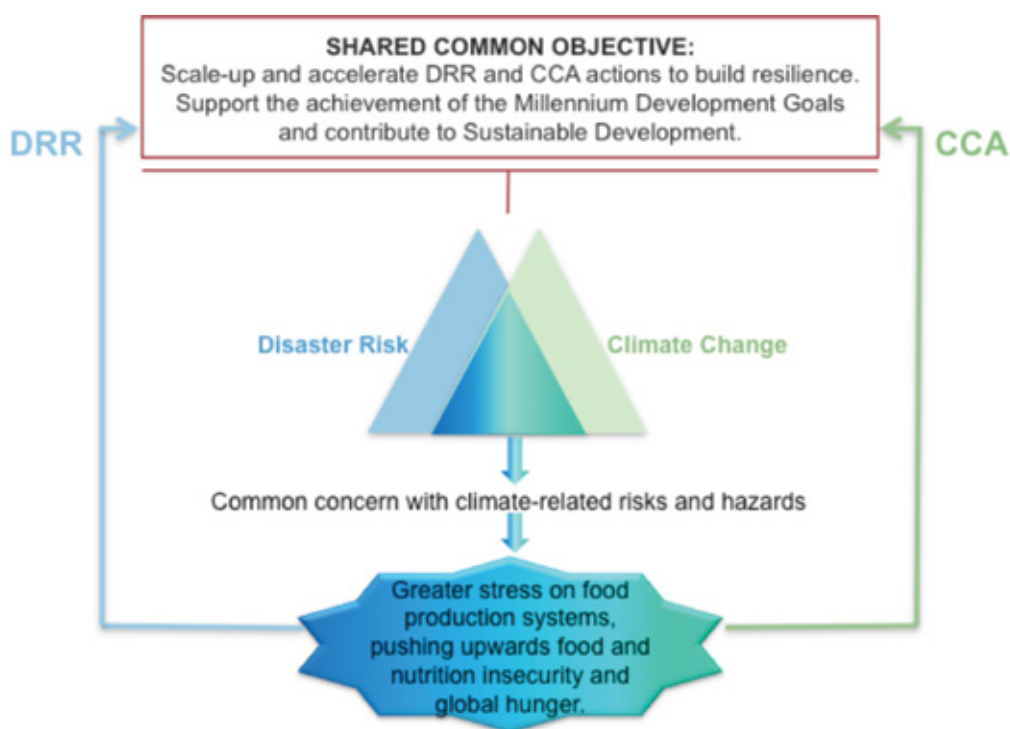 SHARED COMMON OBJECTIVE:
Scale-up and accelerate DRR and CCA actions to build resilience.
Support the achievement of the Millennium Development Goals
and contribute to Sustainable Development.
DRR
CCA
Disaster Risk
Climate Change
Common concern with climate-related risks and hazards
Greater stress on food
production systems,
pushing upwards food and
nutrition insecurity and
global hunger.